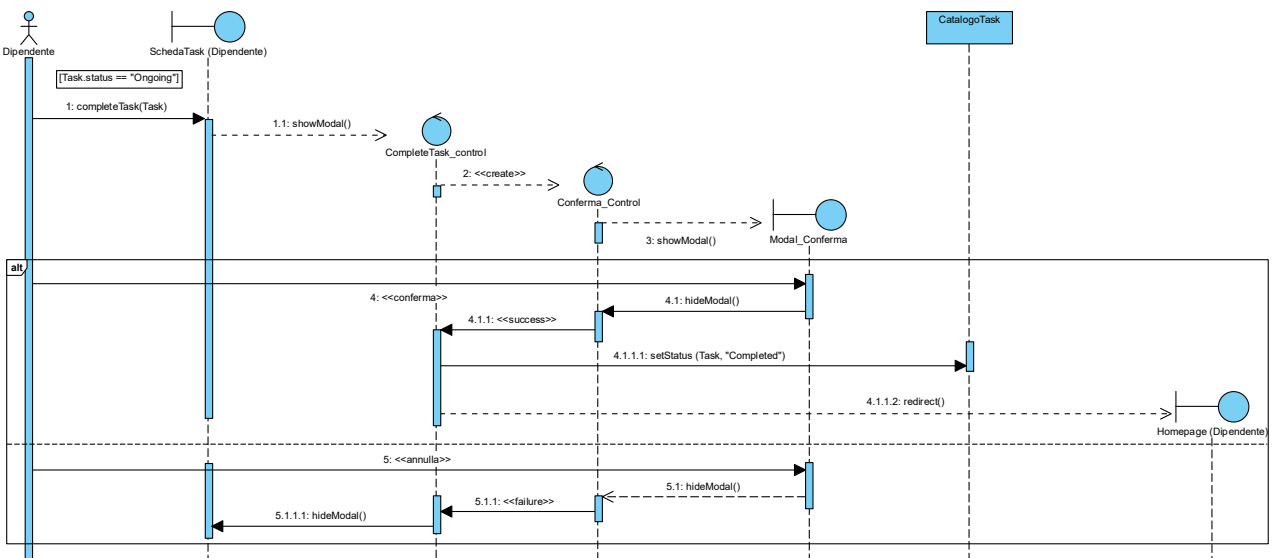 CatalogoTask
Dipendente
SchedaTask (Dipendente)
[Task.status == "Ongoing"]
1: completeTask(Task)
1.1: showModal()
CompleteTask_control
2: <<create>>
Conferma_Control
3: showModal()
Modal_Conferma
alt
4: <<conferma>>
4.1: hideModal()
4.1.1: <<success>>
4.1.1.1: setStatus (Task, "Completed")
4.1.1.2: redirect()
Homepage (Dipendente)
5: <<annulla>>
5.1: hideModal()
5.1.1: <<failure>>
5.1.1.1: hideModal()